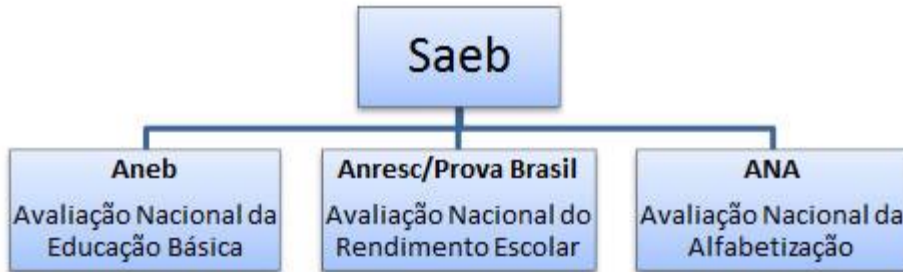 Saeb
Aneb
Avaliação Nacional da
Educação Básica
Anresc/Prova Brasil
Avaliação Nacional do
Rendimento Escolar
ANA
Avaliação Nacional da
Alfabetização